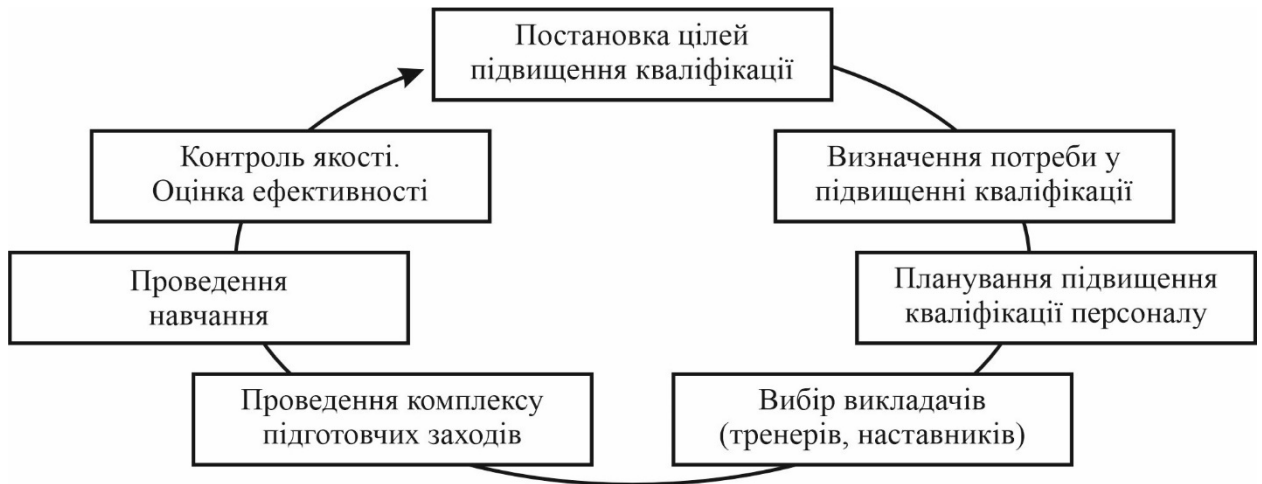 Постановка цілей
підвищення кваліфікації
Визначення потреби у
підвищенні кваліфікації
Планування підвищення
кваліфікації персоналу
Вибір викладачів
(тренерів, наставників)
Проведення комплексу
підготовчих заходів
Проведення
навчання
Контроль якості.
Оцінка ефективності